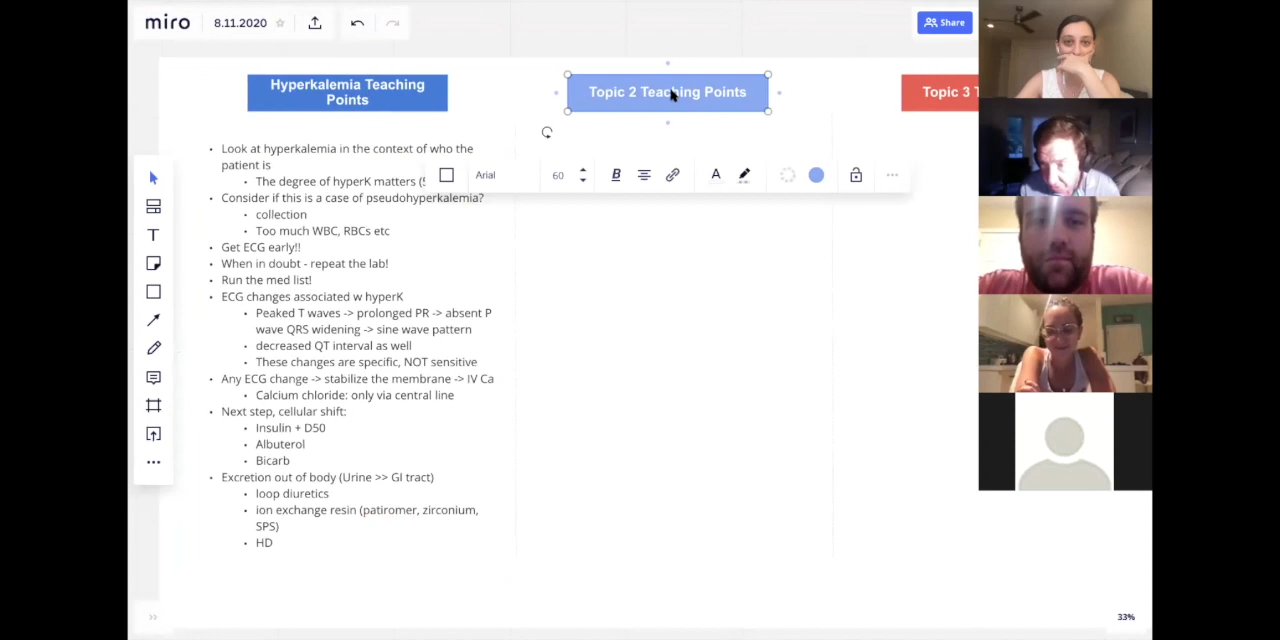 miro
8.11.2020
Share
Hyperkalemia Teaching
Points
Topic 2 Teaching Points
Topic 3 T
• Look at hyperkalemia in the context of who the
patient is
• The degree of hyperK matters (
Arial
60
B
A
• Consider if this is a case of pseudohyperkalemia?
• collection
• Too much WBC, RBCs etc
• Get ECG early!!
• When in doubt - repeat the lab!
• Run the med list!
• ECG changes associated w hyperK
• Peaked T waves -> prolonged PR -> absent P
wave QRS widening -> sine wave pattern
• decreased QT interval as well
• These changes are specific, NOT sensitive
• Any ECG change -> stabilize the membrane -> IV Ca
• Calcium chloride: only via central line
• Next step, cellular shift:
• Insulin + D50
• Albuterol
• Bicarb
• Excretion out of body (Urine >> GI tract)
• loop diuretics
• ion exchange resin (patiromer, zirconium,
SPS)
• HD
33%